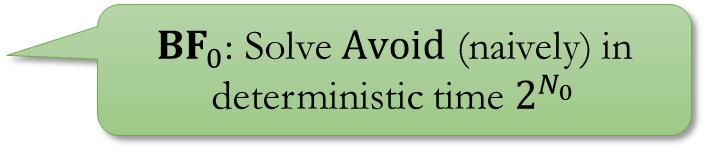 𝐁𝐅₀: Solve Avoid (naively) in
deterministic time 2^{N₀}